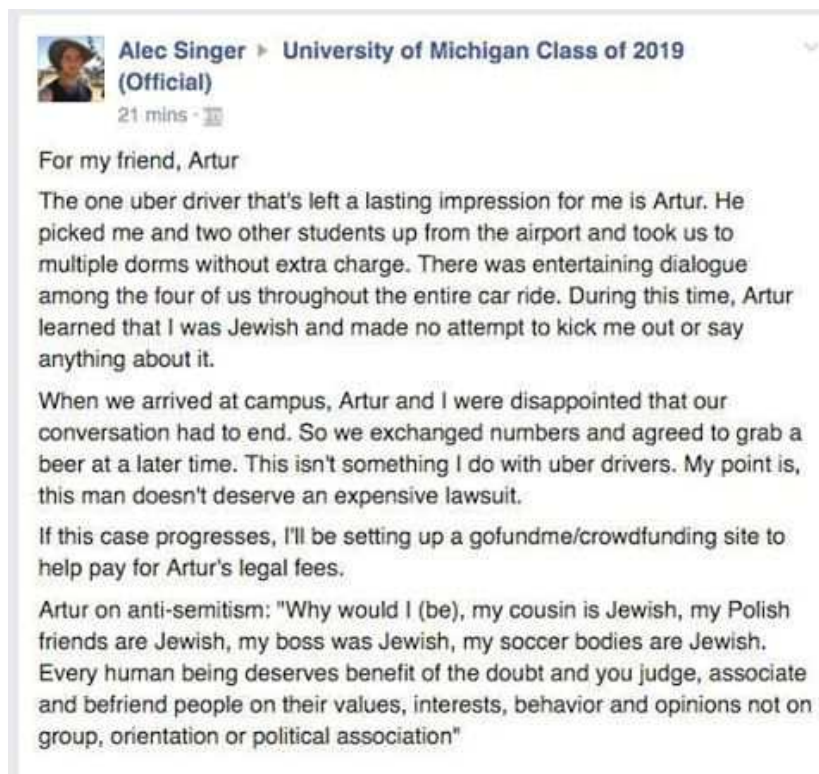 Alec Singer ▸ University of Michigan Class of 2019
(Official)
21 mins ·
For my friend, Artur
The one uber driver that's left a lasting impression for me is Artur. He
picked me and two other students up from the airport and took us to
multiple dorms without extra charge. There was entertaining dialogue
among the four of us throughout the entire car ride. During this time, Artur
learned that I was Jewish and made no attempt to kick me out or say
anything about it.
When we arrived at campus, Artur and I were disappointed that our
conversation had to end. So we exchanged numbers and agreed to grab a
beer at a later time. This isn't something I do with uber drivers. My point is,
this man doesn't deserve an expensive lawsuit.
If this case progresses, I'll be setting up a gofundme/crowdfunding site to
help pay for Artur's legal fees.
Artur on anti-semitism: "Why would I (be), my cousin is Jewish, my Polish
friends are Jewish, my boss was Jewish, my soccer bodies are Jewish.
Every human being deserves benefit of the doubt and you judge, associate
and befriend people on their values, interests, behavior and opinions not on
group, orientation or political association"